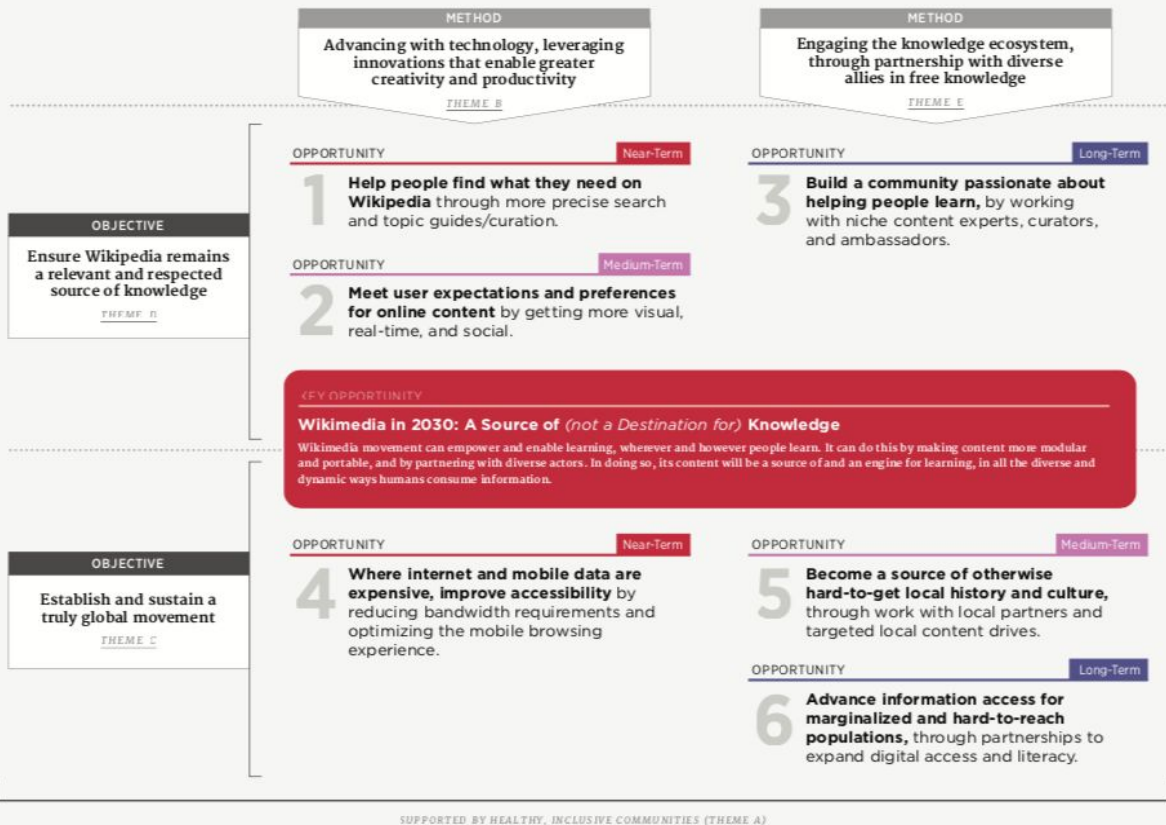 METHOD
Advancing with technology, leveraging
innovations that enable greater
creativity and productivity
THEME B
METHOD
Engaging the knowledge ecosystem,
through partnership with diverse
allies in free knowledge
THEME E
OBJECTIVE
Ensure Wikipedia remains
a relevant and respected
source of knowledge
THEME D
OPPORTUNITY
Near-Term
1
Help people find what they need on
Wikipedia through more precise search
and topic guides/curation.
OPPORTUNITY
Medium-Term
2
Meet user expectations and preferences
for online content by getting more visual,
real-time, and social.
OPPORTUNITY
Long-Term
3
Build a community passionate about
helping people learn, by working
with niche content experts, curators,
and ambassadors.
KEY OPPORTUNITY
Wikimedia in 2030: A Source of (not a Destination for) Knowledge
Wikimedia movement can empower and enable learning, wherever and however people learn. It can do this by making content more modular
and portable, and by partnering with diverse actors. In doing so, its content will be a source of and an engine for learning, in all the diverse and
dynamic ways humans consume information.
OBJECTIVE
Establish and sustain a
truly global movement
THEME C
OPPORTUNITY
Near-Term
4
Where internet and mobile data are
expensive, improve accessibility by
reducing bandwidth requirements and
optimizing the mobile browsing
experience.
OPPORTUNITY
Medium-Term
5
Become a source of otherwise
hard-to-get local history and culture,
through work with local partners and
targeted local content drives.
OPPORTUNITY
Long-Term
6
Advance information access for
marginalized and hard-to-reach
populations, through partnerships to
expand digital access and literacy.
SUPPORTED BY HEALTHY, INCLUSIVE COMMUNITIES (THEME A)